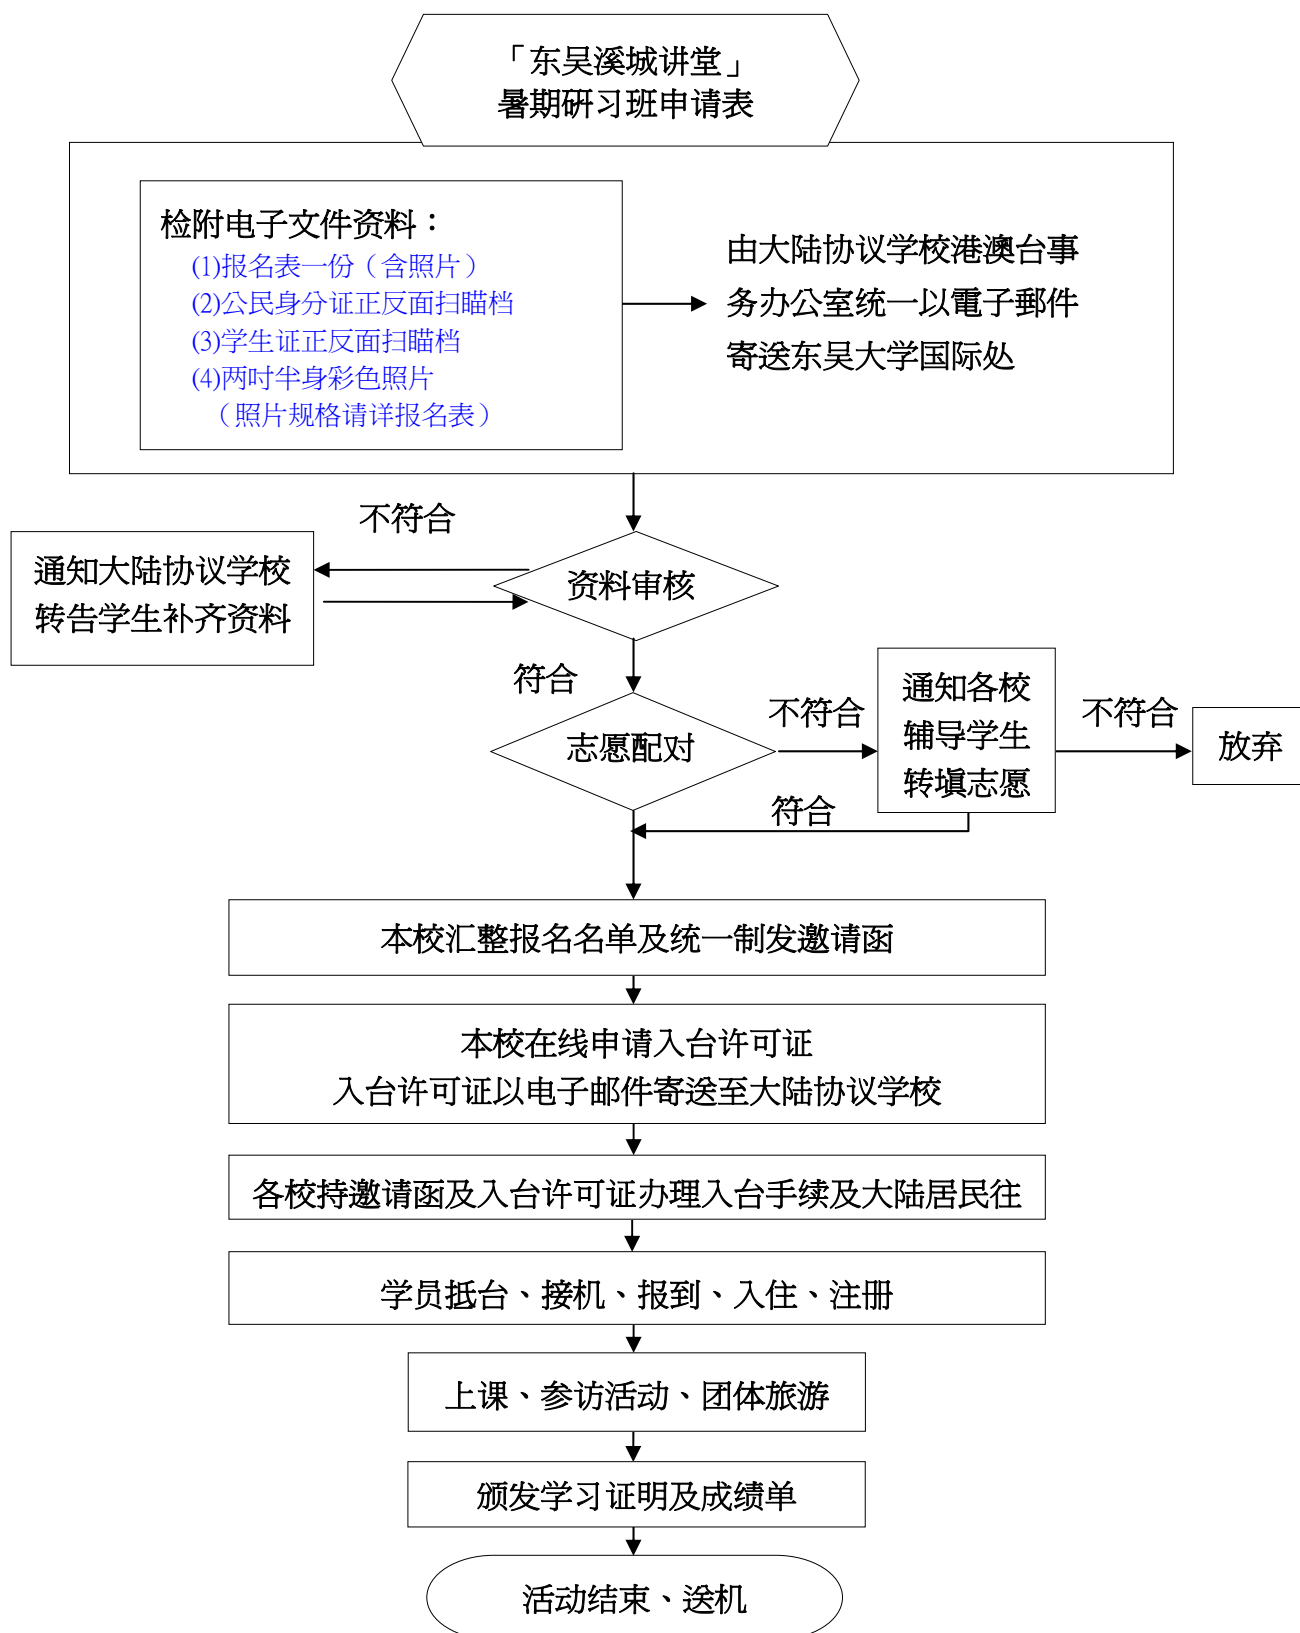 「东吴溪城讲堂」
暑期研习班申请表
检附电子文件资料：
(1)报名表一份（含照片）
(2)公民身分证正反面扫瞄档
(3)学生证正反面扫瞄档
(4)两吋半身彩色照片
（照片规格请详报名表）
由大陆协议学校港澳台事
务办公室统一以電子郵件
寄送东吴大学国际处
不符合
通知大陆协议学校
转告学生补齐资料
资料审核
符合
志愿配对
不符合
通知各校
辅导学生
转填志愿
不符合
放弃
符合
本校汇整报名名单及统一制发邀请函
本校在线申请入台许可证
入台许可证以电子邮件寄送至大陆协议学校
各校持邀请函及入台许可证办理入台手续及大陆居民往
学员抵台、接机、报到、入住、注册
上课、参访活动、团体旅游
颁发学习证明及成绩单
活动结束、送机